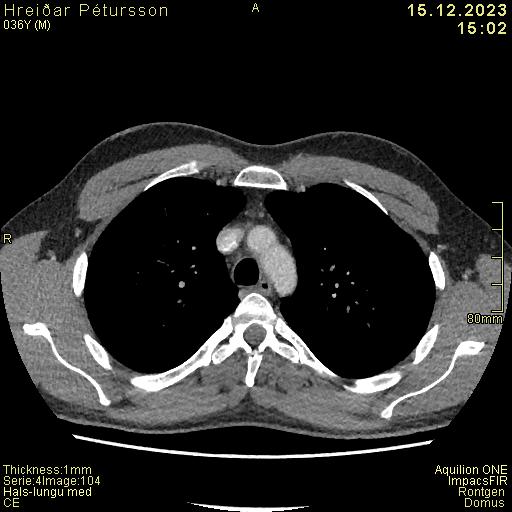 Hreiðar Pétursson
036Y (M)
A
15.12.2023
15:02
R
80mm
Thickness:1mm
Serie:4Image:104
Hals-lungu med
CE
Aquilion ONE
ImpacsFIR
Rontgen
Domus